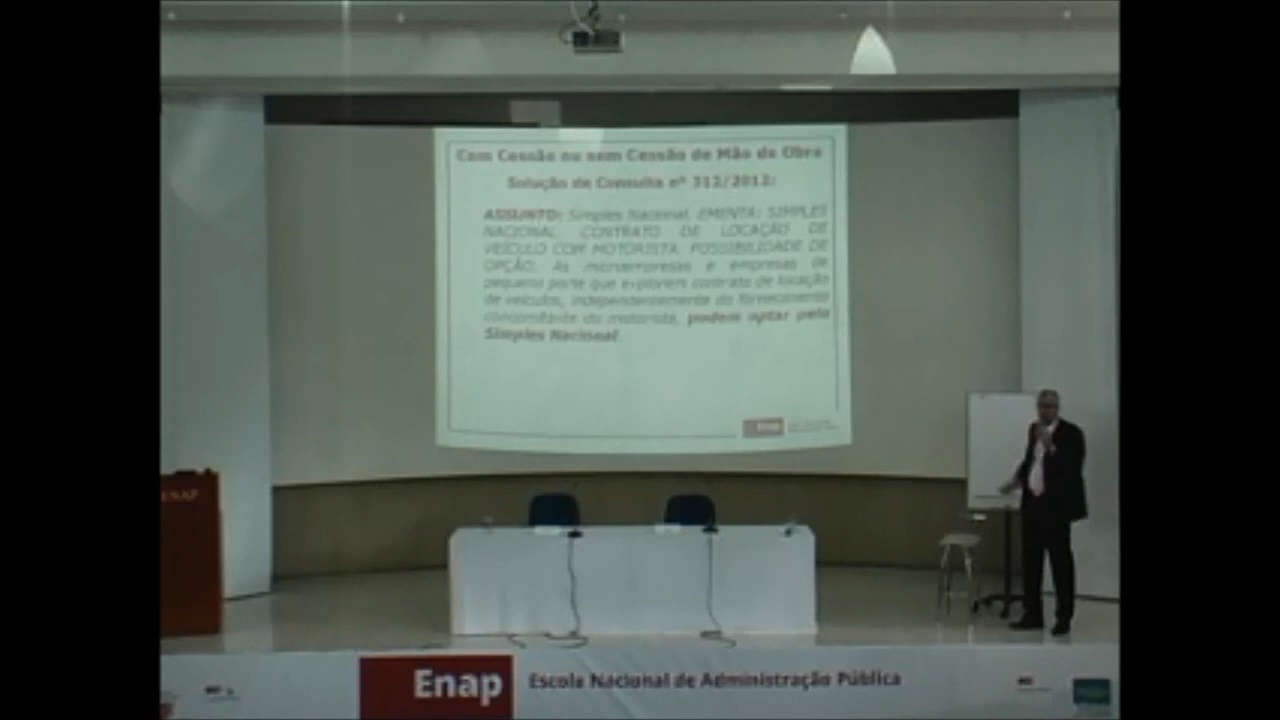 Com Cessão ou sem Cessão de Mão de Obra
Solução de Consulta nº 312/2012:
ASSUNTO: Simples Nacional. EMENTA: SIMPLES
NACIONAL. CONTRATO DE LOCAÇÃO DE
VEÍCULO COM MOTORISTA. POSSIBILIDADE DE
OPÇÃO. As microempresas e empresas de
pequeno porte que explorem contrato de locação
de veículos, independentemente do fornecimento
concomitante do motorista, podem optar pelo
Simples Nacional.
Enap
ENAP
Enap
Escola Nacional de Administração Pública